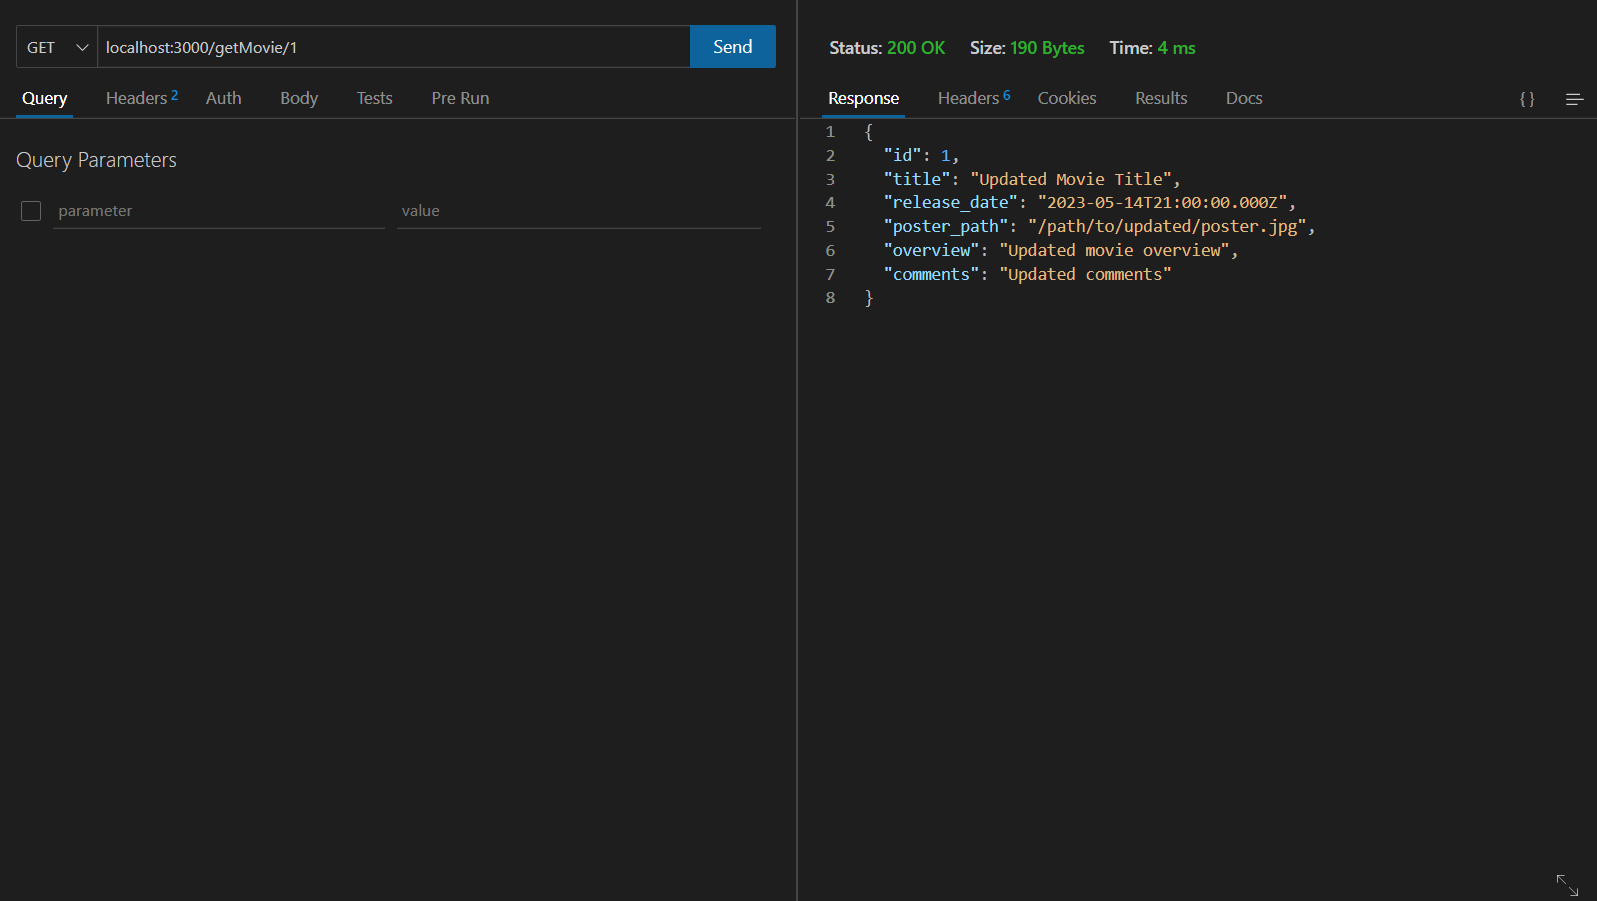 GET localhost:3000/getMovie/1 Send
Query Headers 2 Auth Body Tests Pre Run
Query Parameters
parameter value
Status: 200 OK Size: 190 Bytes Time: 4 ms
Response Headers 6 Cookies Results Docs {}
1 {
2 "id": 1,
3 "title": "Updated Movie Title",
4 "release_date": "2023-05-14T21:00:00.000Z",
5 "poster_path": "/path/to/updated/poster.jpg",
6 "overview": "Updated movie overview",
7 "comments": "Updated comments"
8 }